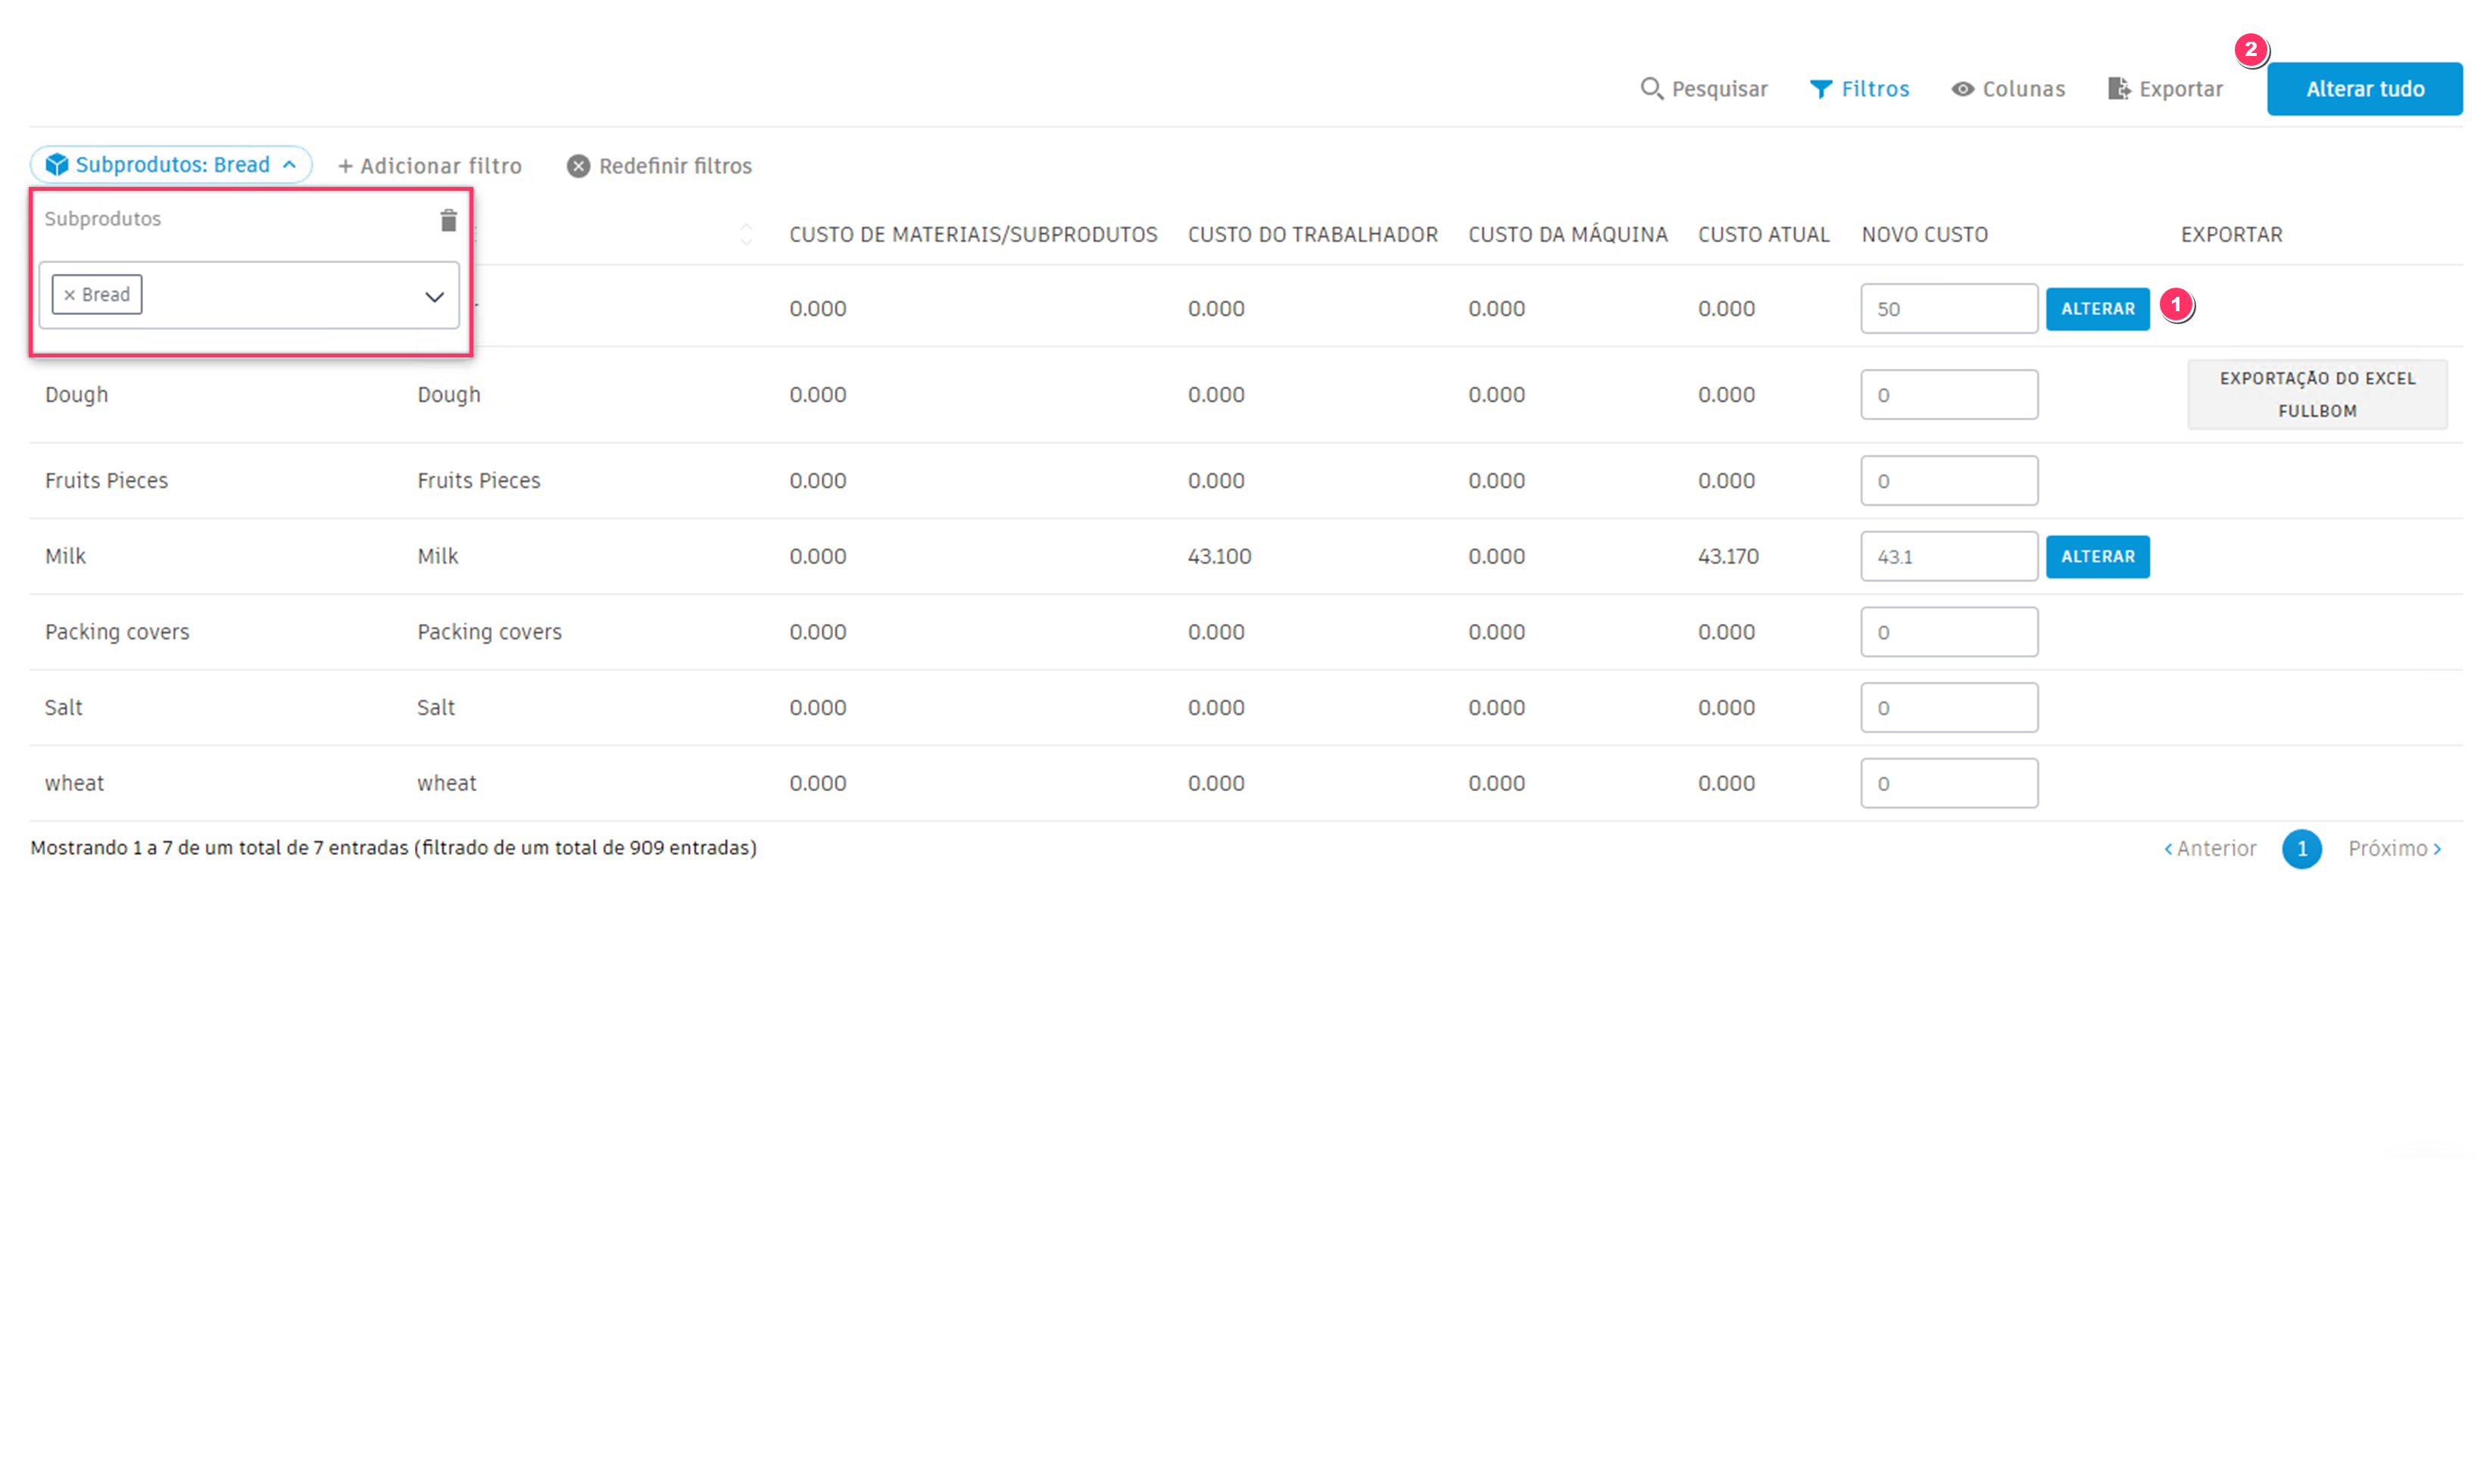 2
Pesquisar Filtros Colunas Exportar Alterar tudo
Subprodutos: Bread + Adicionar filtro Redefinir filtros
Subprodutos
CUSTO DE MATERIAIS/SUBPRODUTOS CUSTO DO TRABALHADOR CUSTO DA MÁQUINA CUSTO ATUAL NOVO CUSTO EXPORTAR
× Bread
0.000 0.000 0.000 0.000 50 ALTERAR 1
Dough Dough 0.000 0.000 0.000 0.000 0 EXPORTAÇÃO DO EXCEL
FULLBOM
Fruits Pieces Fruits Pieces 0.000 0.000 0.000 0.000 0
Milk Milk 0.000 43.100 0.000 43.170 43.1 ALTERAR
Packing covers Packing covers 0.000 0.000 0.000 0.000 0
Salt Salt 0.000 0.000 0.000 0.000 0
wheat wheat 0.000 0.000 0.000 0.000 0
Mostrando 1 a 7 de um total de 7 entradas (filtrado de um total de 909 entradas) ‹ Anterior 1 Próximo ›